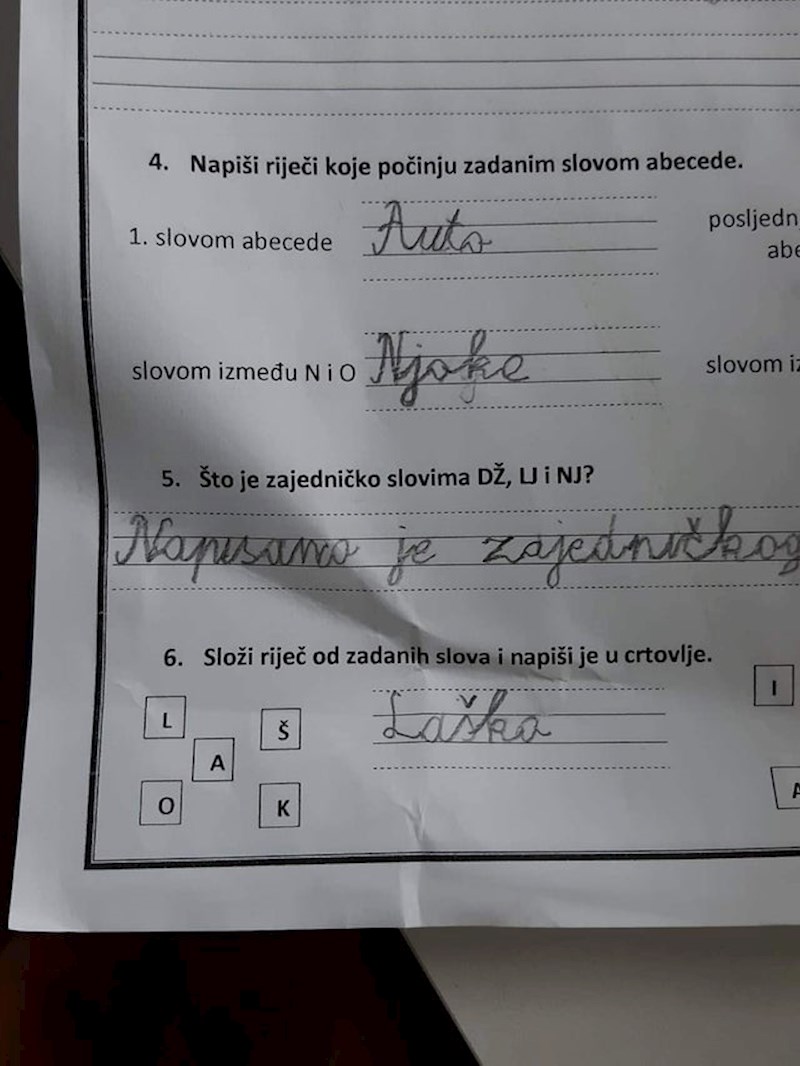 4. Napiši riječi koje počinju zadanim slovom abecede.
1. slovom abecede Auto posljedn
abe
slovom između N i O Njoke slovom iz
5. Što je zajedničko slovima DŽ, LJ i NJ?
Napisano je zajedničkog
6. Složi riječ od zadanih slova i napiši je u crtovlje.
I
L Š Laško
A
O K A